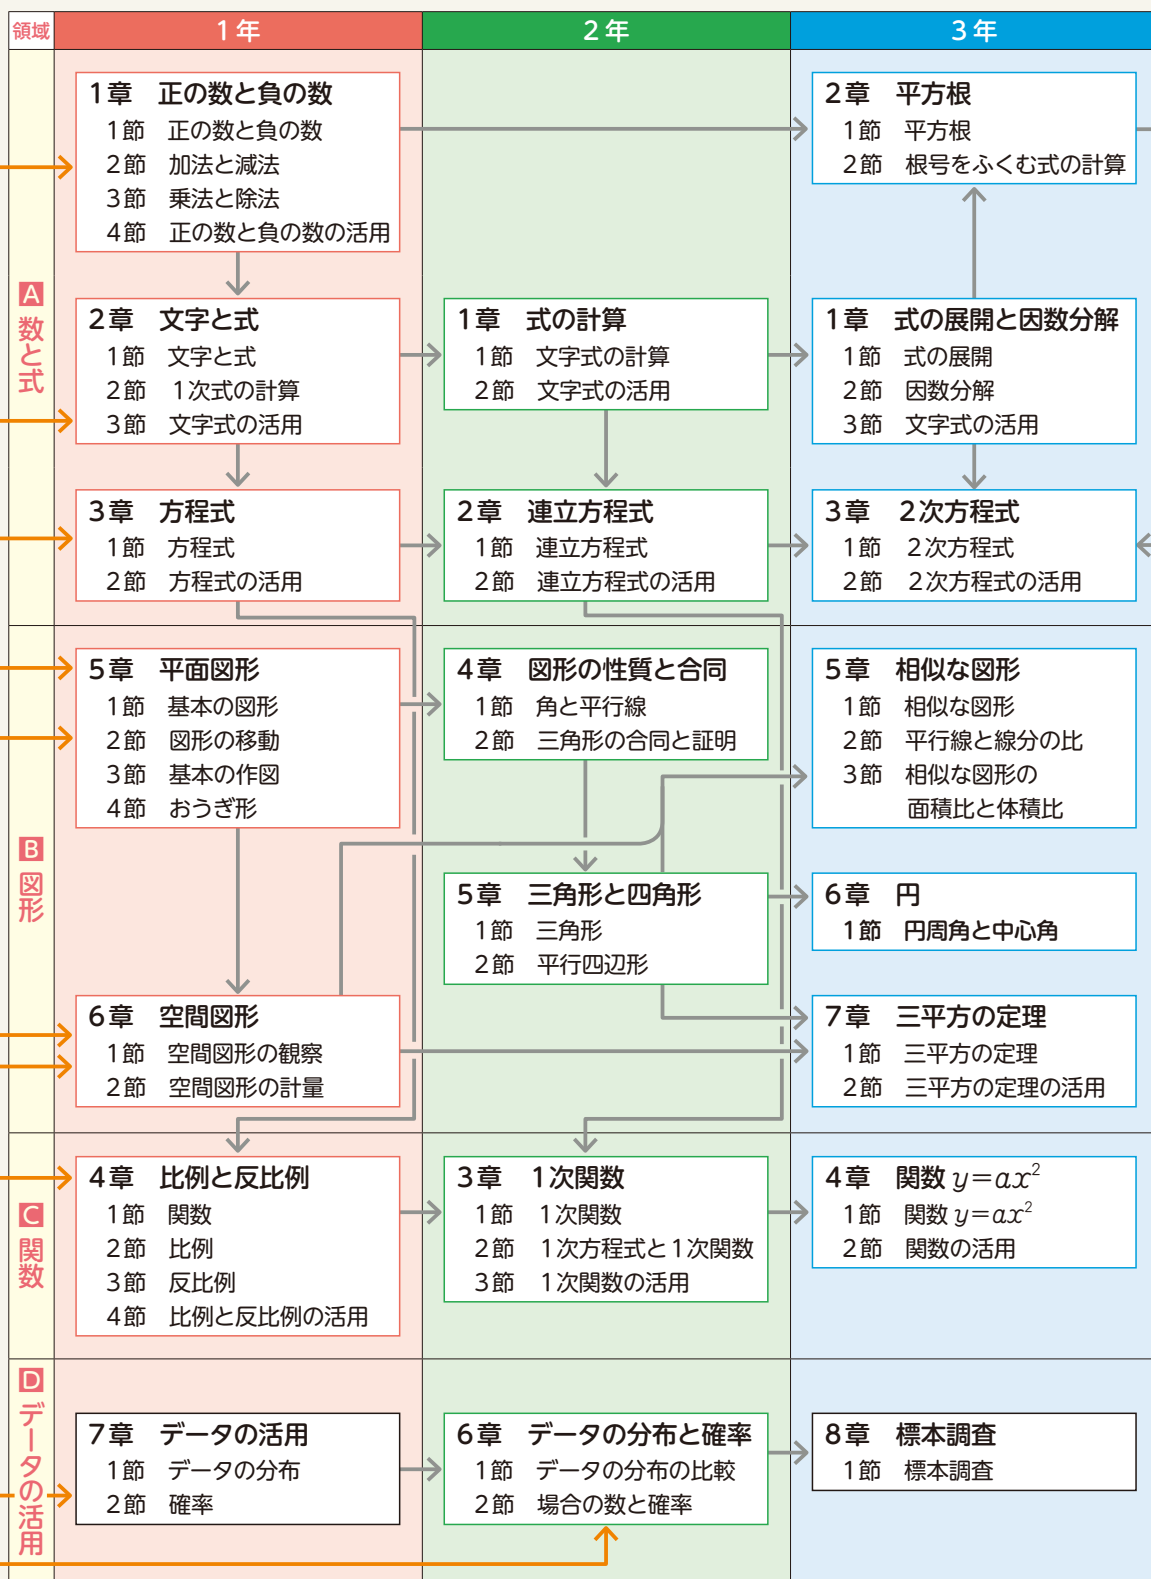 領域
1年
2年
3年
A 数と式
1章 正の数と負の数
1節 正の数と負の数
2節 加法と減法
3節 乗法と除法
4節 正の数と負の数の活用
2章 平方根
1節 平方根
2節 根号をふくむ式の計算
2章 文字と式
1節 文字と式
2節 1次式の計算
3節 文字式の活用
1章 式の計算
1節 文字式の計算
2節 文字式の活用
1章 式の展開と因数分解
1節 式の展開
2節 因数分解
3節 文字式の活用
3章 方程式
1節 方程式
2節 方程式の活用
2章 連立方程式
1節 連立方程式
2節 連立方程式の活用
3章 2次方程式
1節 2次方程式
2節 2次方程式の活用
B 図形
5章 平面図形
1節 基本の図形
2節 図形の移動
3節 基本の作図
4節 おうぎ形
4章 図形の性質と合同
1節 角と平行線
2節 三角形の合同と証明
5章 相似な図形
1節 相似な図形
2節 平行線と線分の比
3節 相似な図形の
面積比と体積比
5章 三角形と四角形
1節 三角形
2節 平行四辺形
6章 円
1節 円周角と中心角
6章 空間図形
1節 空間図形の観察
2節 空間図形の計量
7章 三平方の定理
1節 三平方の定理
2節 三平方の定理の活用
C 関数
4章 比例と反比例
1節 関数
2節 比例
3節 反比例
4節 比例と反比例の活用
3章 1次関数
1節 1次関数
2節 1次方程式と1次関数
3節 1次関数の活用
4章 関数 y=ax²
1節 関数 y=ax²
2節 関数の活用
D データの活用
7章 データの活用
1節 データの分布
2節 確率
6章 データの分布と確率
1節 データの分布の比較
2節 場合の数と確率
8章 標本調査
1節 標本調査